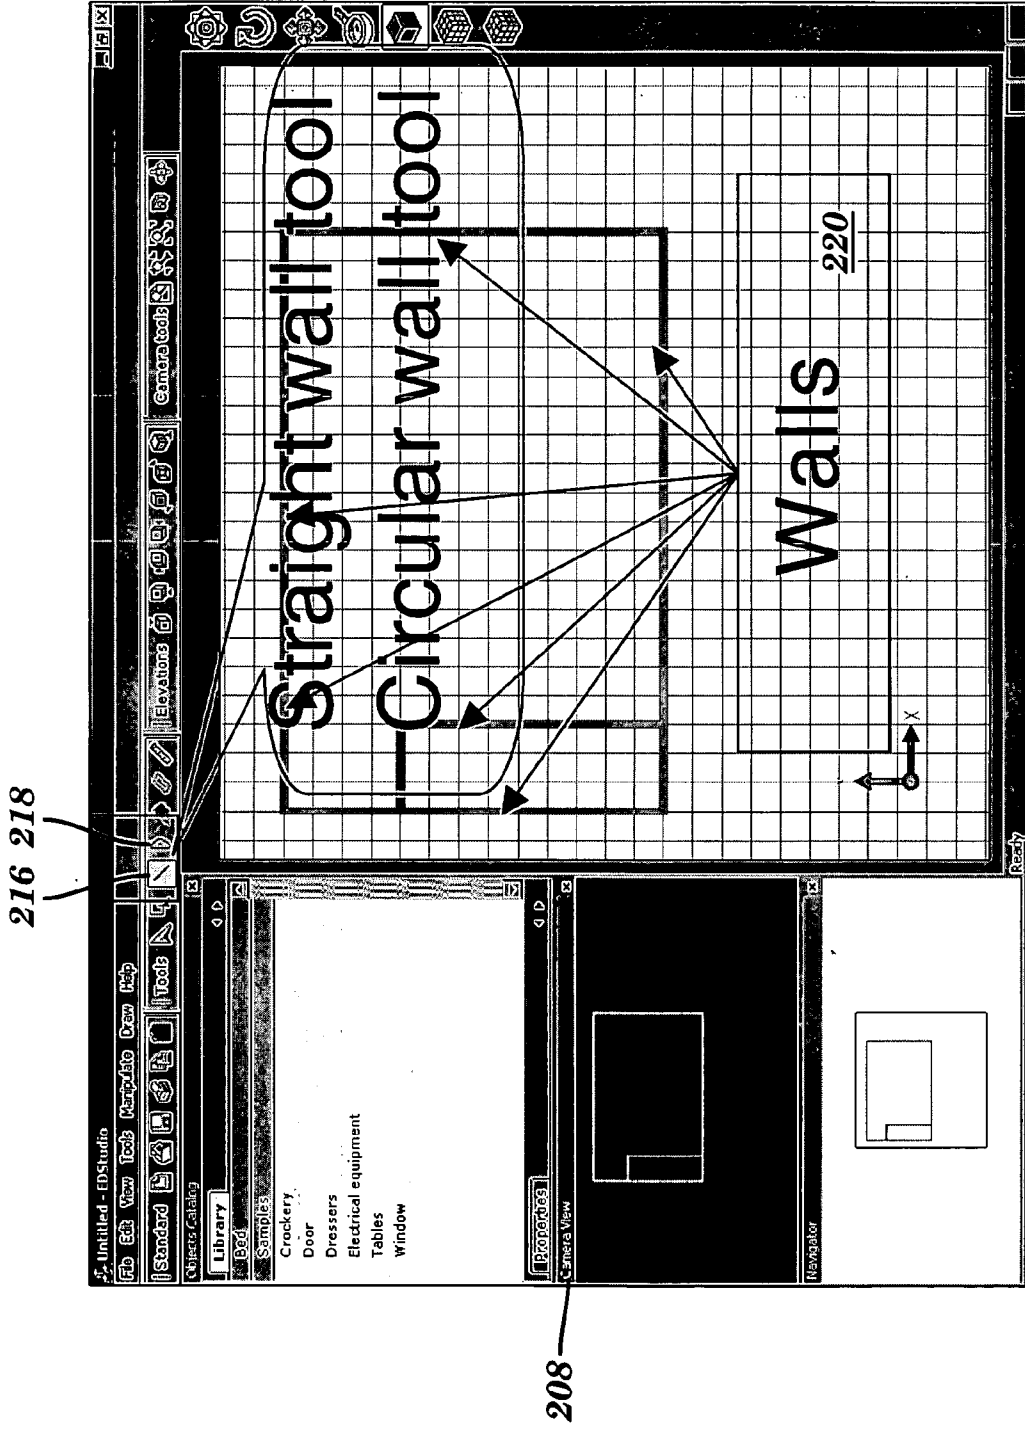 216 218
Untitled - EDStudio
File Edit View Tools Manipulate Draw Help
Standard
Tools
Elevations
Camera tools
Objects Catalog
Library
Bed
Samples
Crockery
Door
Dressers
Electrical equipment
Tables
Window
Properties
Camera View
208
Navigator
Straight wall tool
Circular wall tool
Walls
220
X
Ready